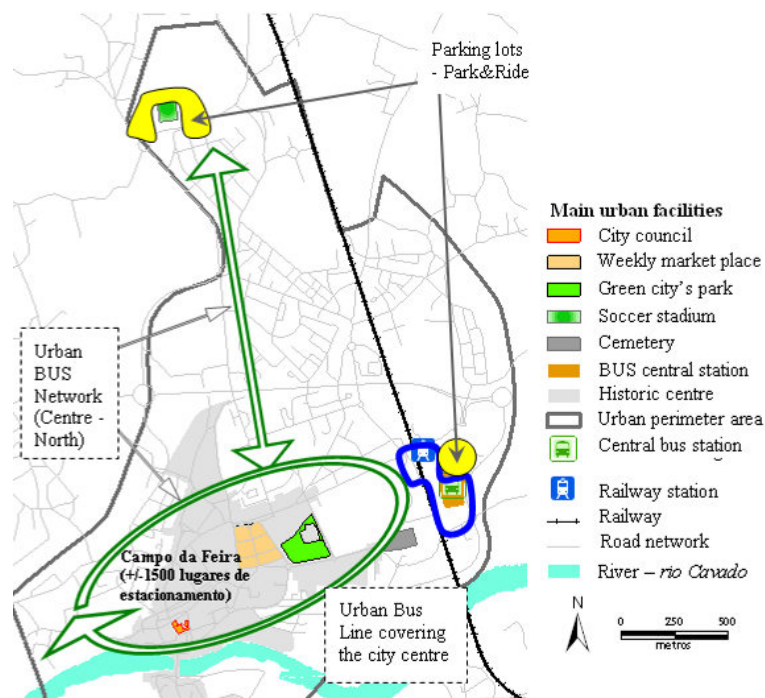 Parking lots
- Park&Ride
Urban
BUS
Network
(Centre -
North)
Campo da Feira
(+/-1500 lugares de
estacionamento)
Urban Bus
Line covering
the city centre
Main urban facilities
City council
Weekly market place
Green city's park
Soccer stadium
Cemetery
BUS central station
Historic centre
Urban perimeter area
Central bus station
Railway station
Railway
Road network
River – rio Cavado
N
0 250 500
metros